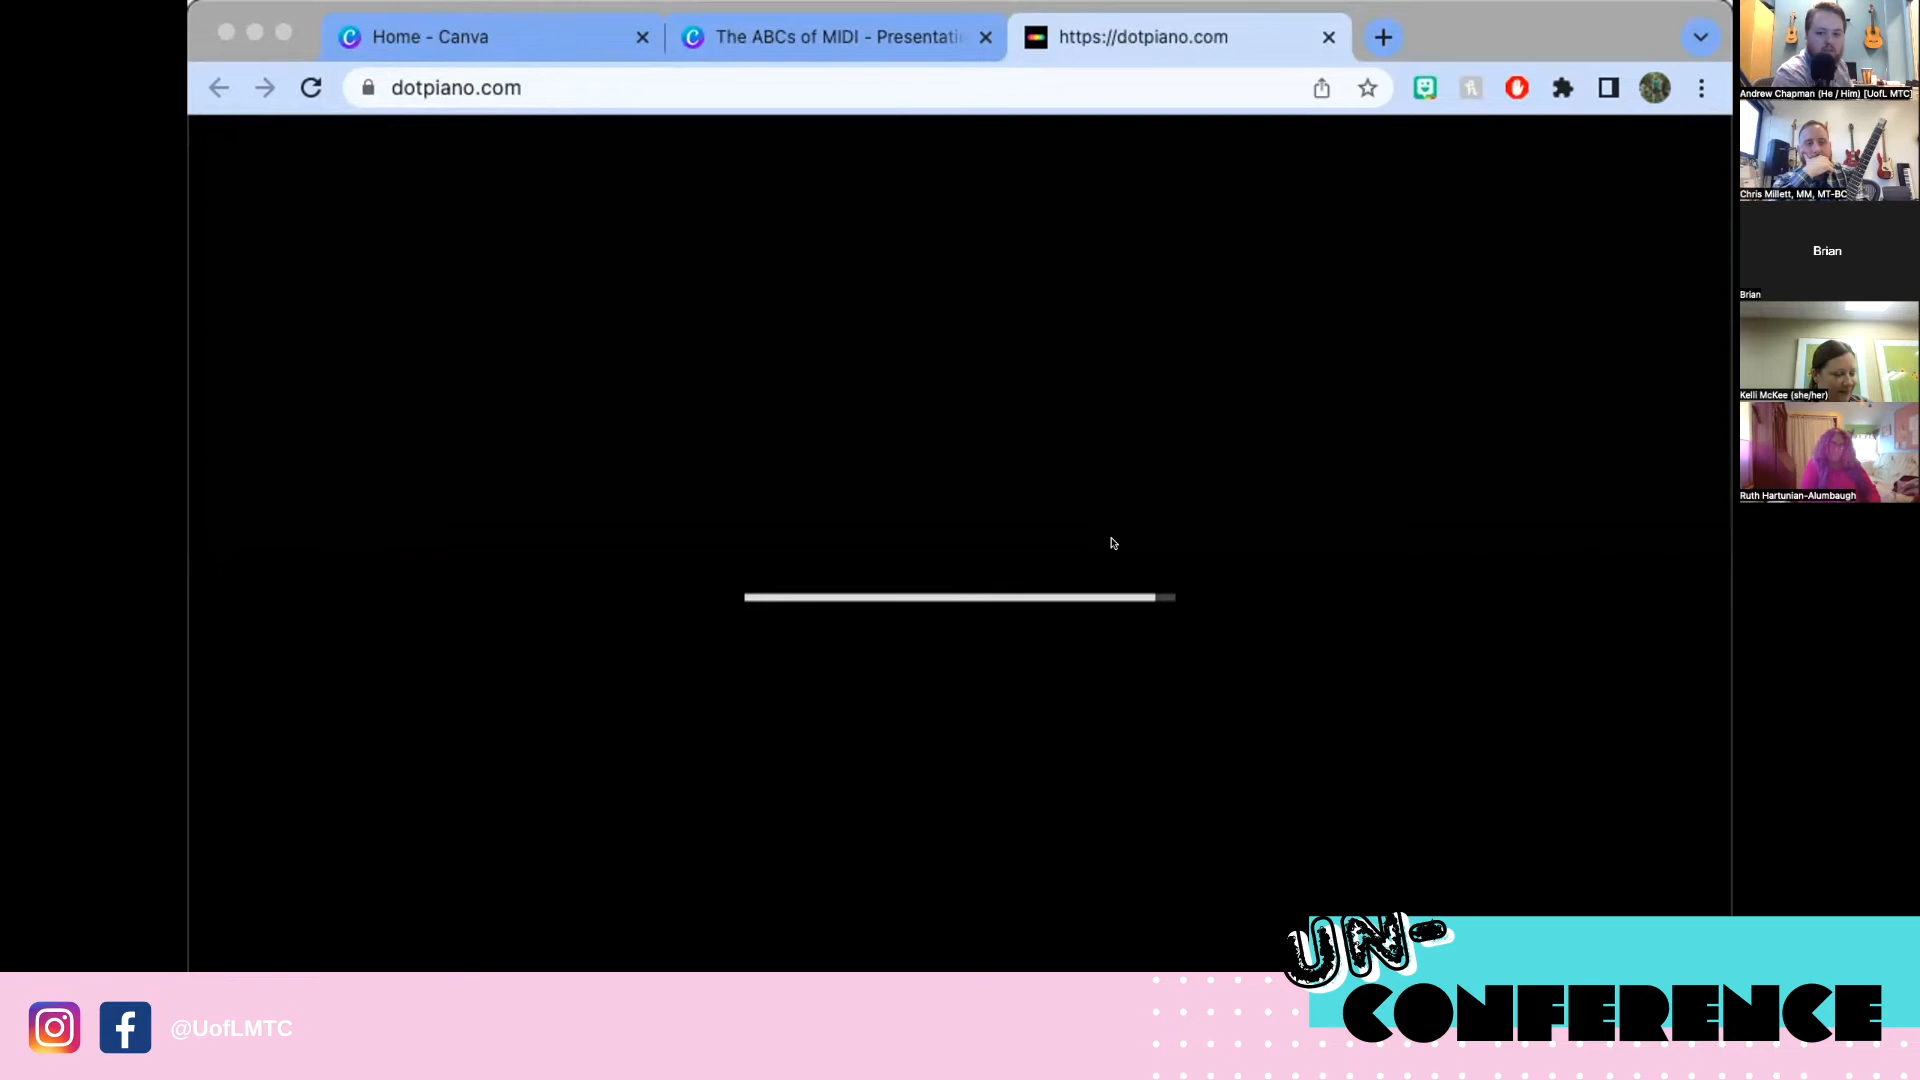 Home - Canva
The ABCs of MIDI - Presentati
https://dotpiano.com
dotpiano.com
Andrew Chapman (He / Him) [UofL MTC]
Chris Millett, MM, MT-BC
Brian
Brian
Kelli McKee (she/her)
Ruth Hartunian-Alumbaugh
@UofLMTC
UN-
CONFERENCE